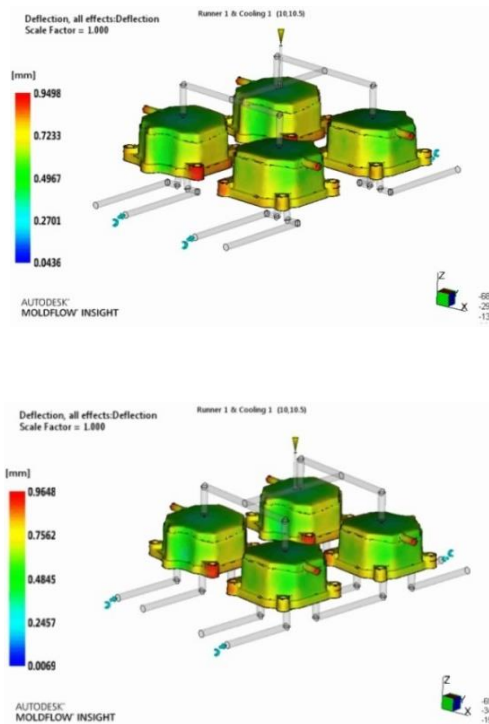 Deflection, all effects:Deflection
Scale Factor = 1.000
Runner 1 & Cooling 1 (10,10.5)
[mm]
0.9498
0.7233
0.4967
0.2701
0.0436
Z
X
AUTODESK'
MOLDFLOW INSIGHT
Deflection, all effects:Deflection
Scale Factor = 1.000
Runner 1 & Cooling 1 (10,10.5)
[mm]
0.9648
0.7562
0.4845
0.2457
0.0069
Z
X
AUTODESK'
MOLDFLOW INSIGHT